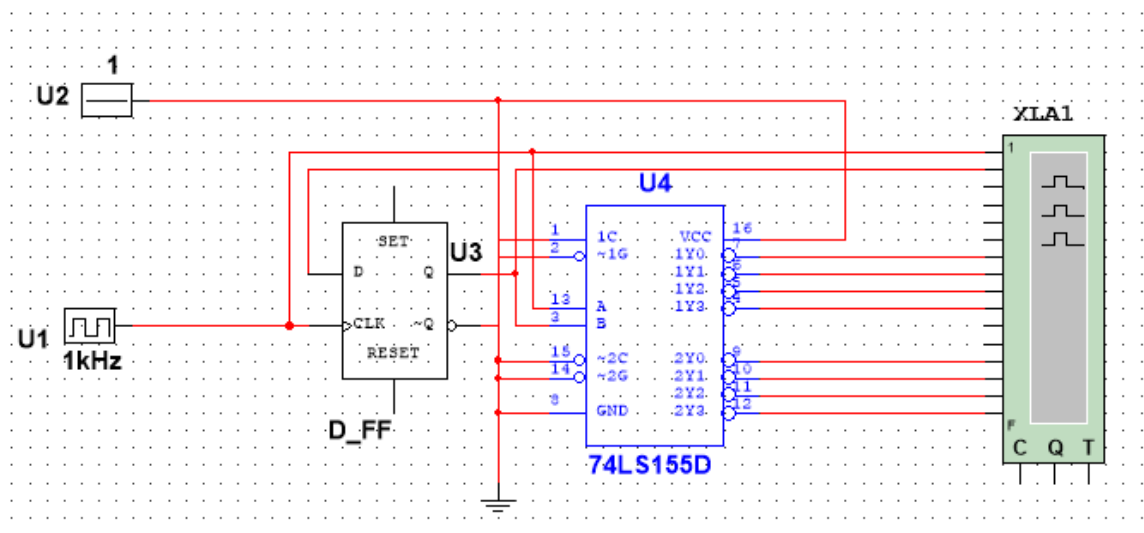 1
U2
XLA1
1
U4
1 1C VCC 16
2 ~1G 1Y0 7
1Y1 6
1Y2 5
13 A 1Y3 4
3 B
15 ~2C 2Y0 9
14 ~2G 2Y1 10
2Y2 11
8 GND 2Y3 12
74LS155D
SET
U3
D Q
CLK ~Q
RESET
D_FF
U1
1kHz
F
C Q T